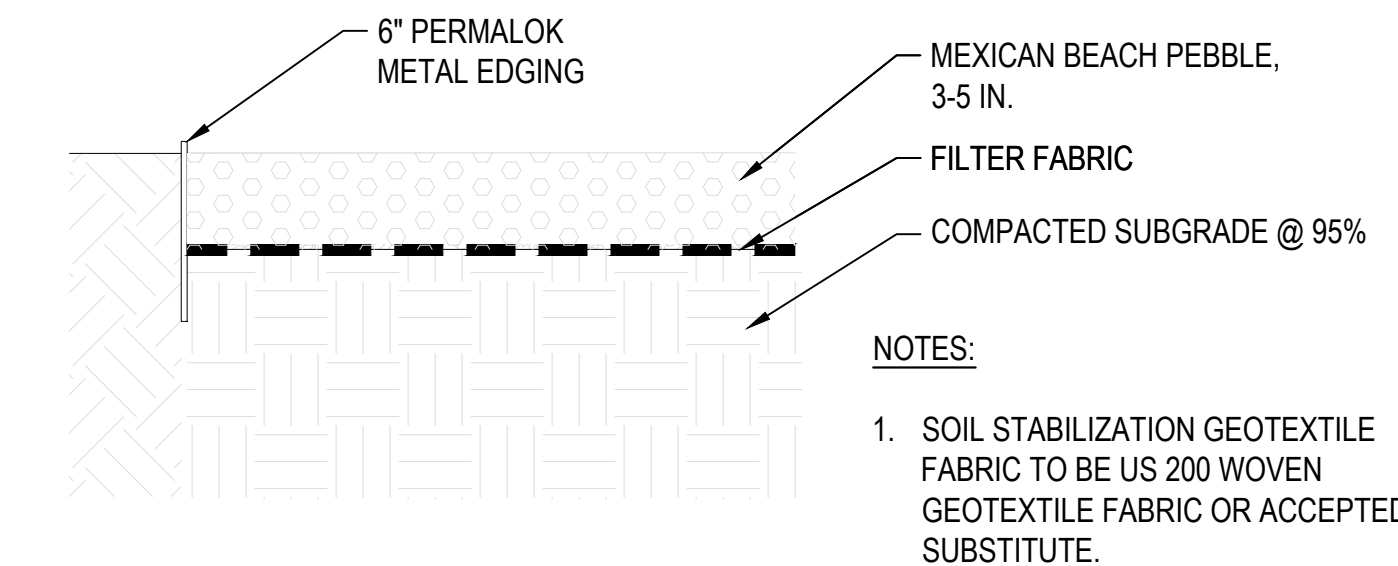 6" PERMALOK
METAL EDGING
MEXICAN BEACH PEBBLE,
3-5 IN.
FILTER FABRIC
COMPACTED SUBGRADE @ 95%
NOTES:
1. SOIL STABILIZATION GEOTEXTILE
FABRIC TO BE US 200 WOVEN
GEOTEXTILE FABRIC OR ACCEPTED
SUBSTITUTE.